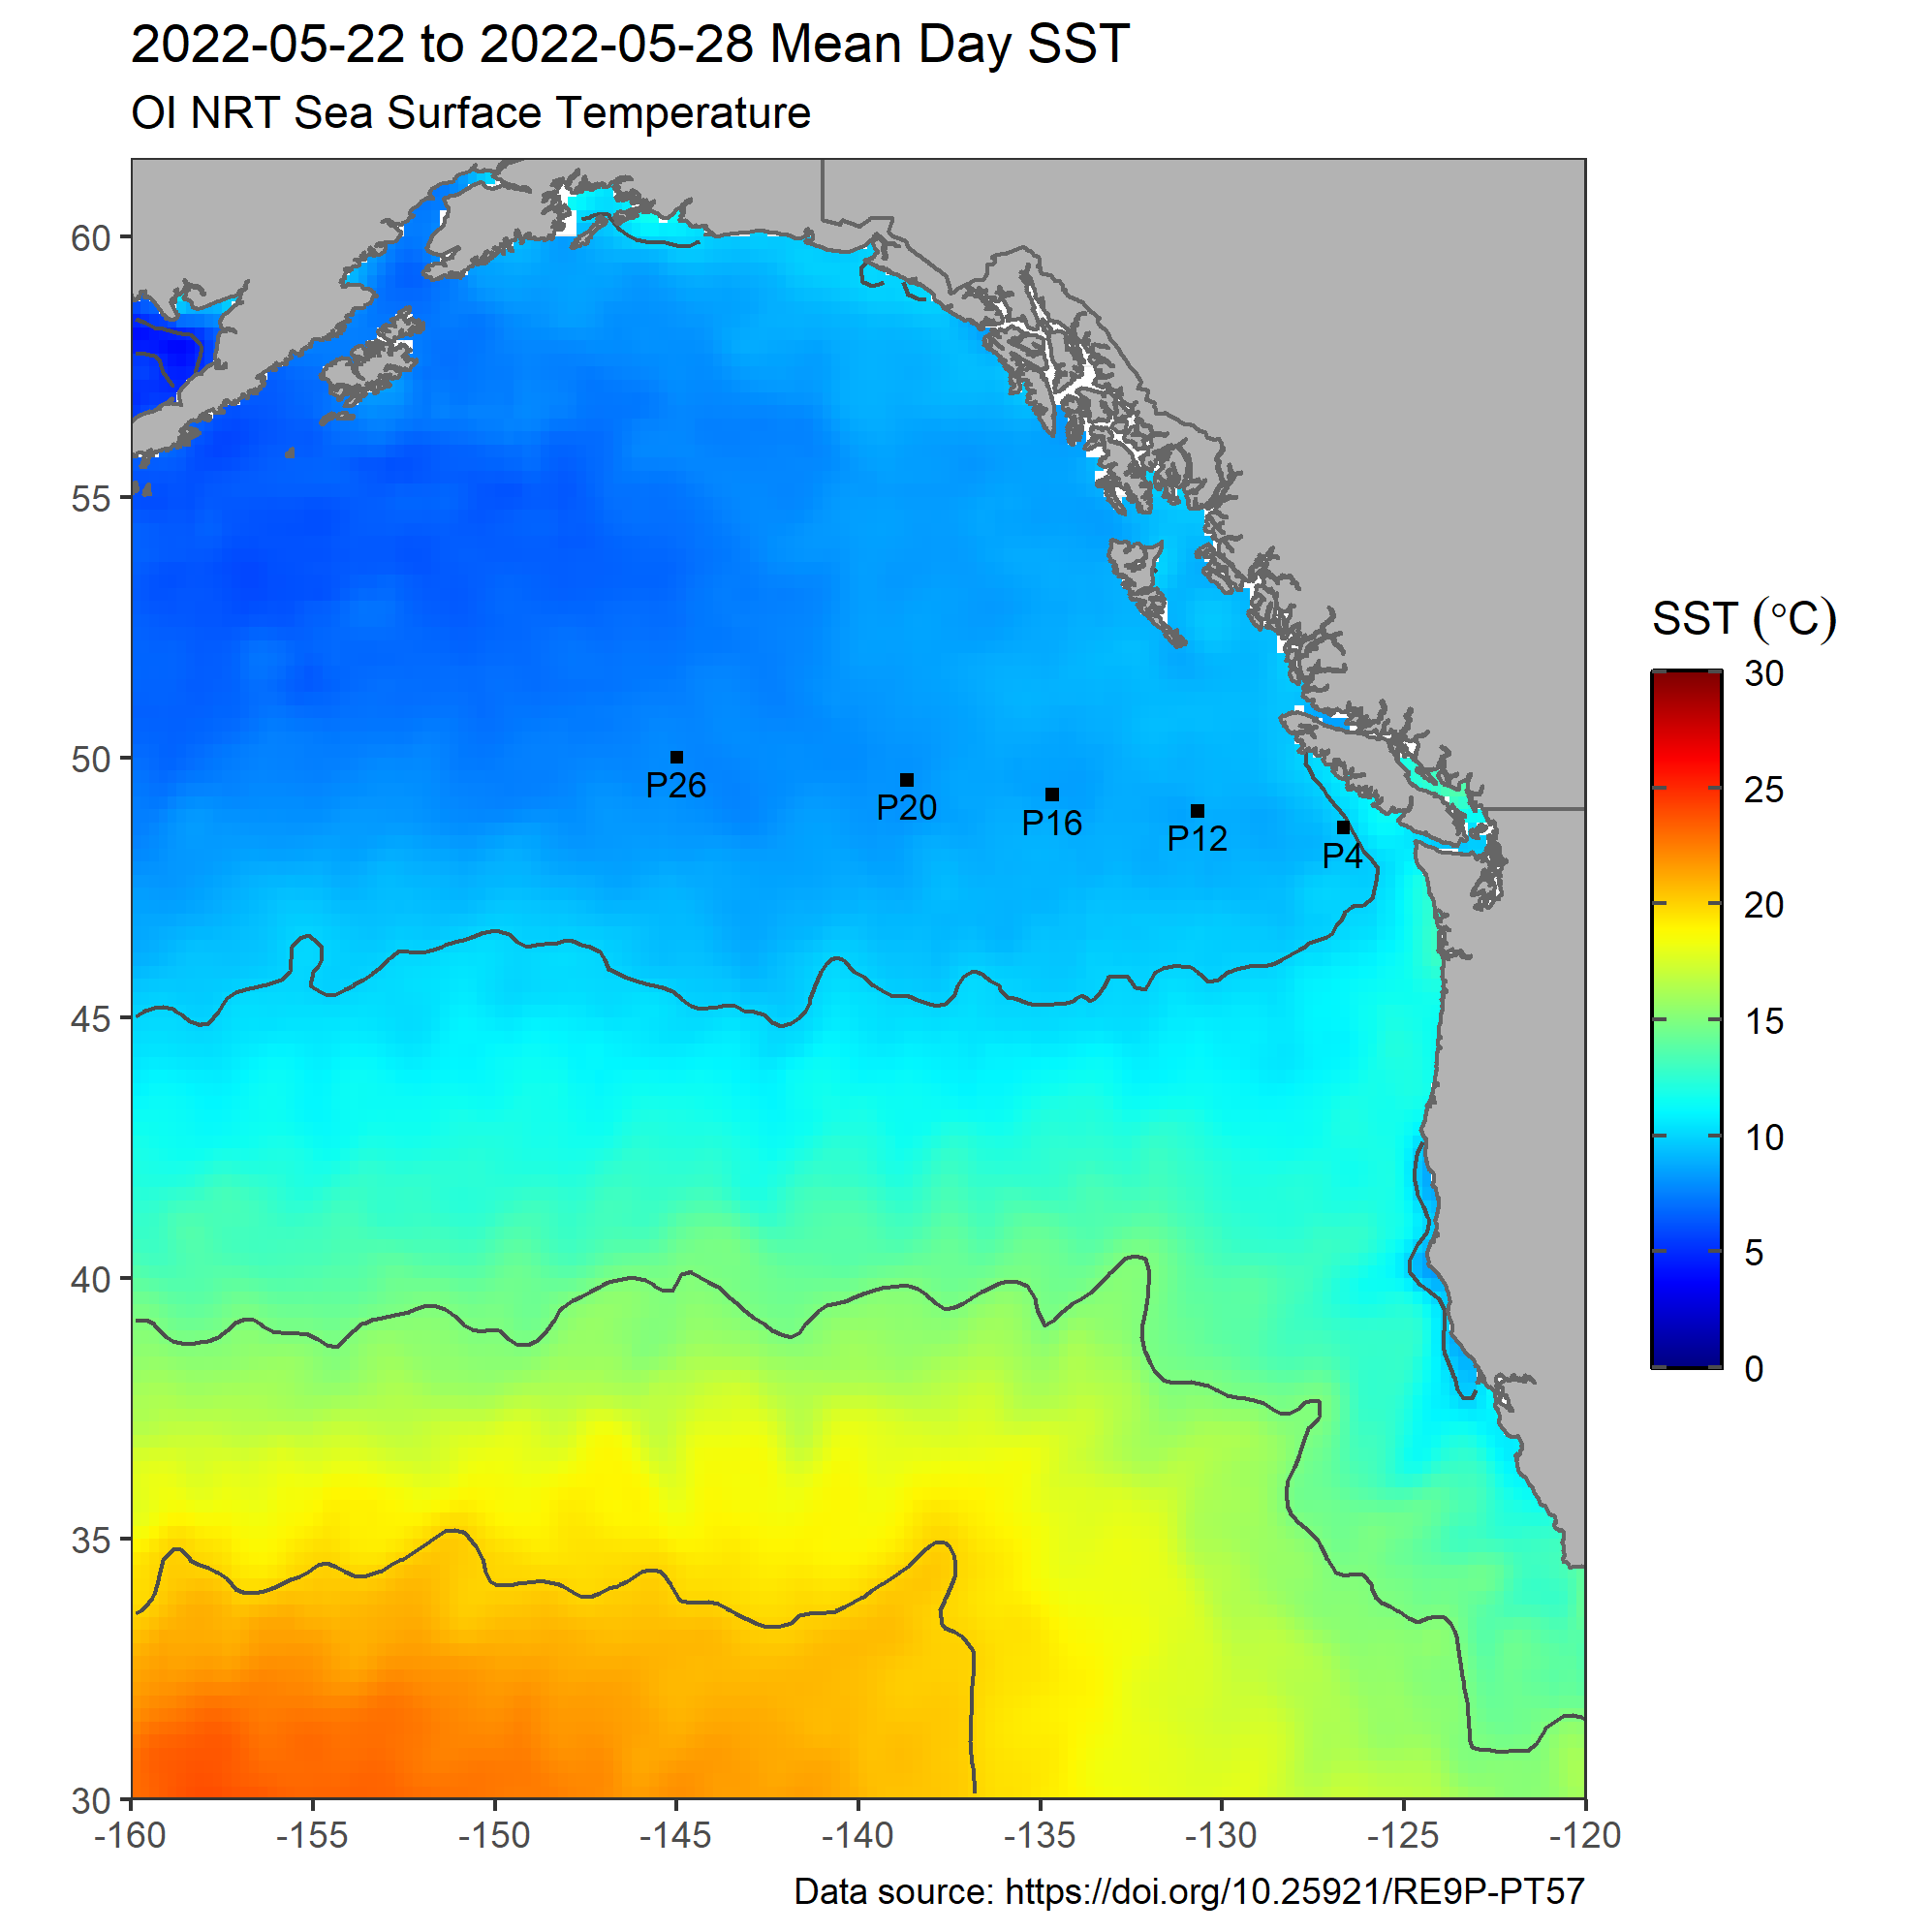 2022-05-22 to 2022-05-28 Mean Day SST
OI NRT Sea Surface Temperature
60
55
50
45
40
35
30
P26
P20
P16
P12
P4
-160
-155
-150
-145
-140
-135
-130
-125
-120
SST (°C)
30
25
20
15
10
5
0
Data source: https://doi.org/10.25921/RE9P-PT57